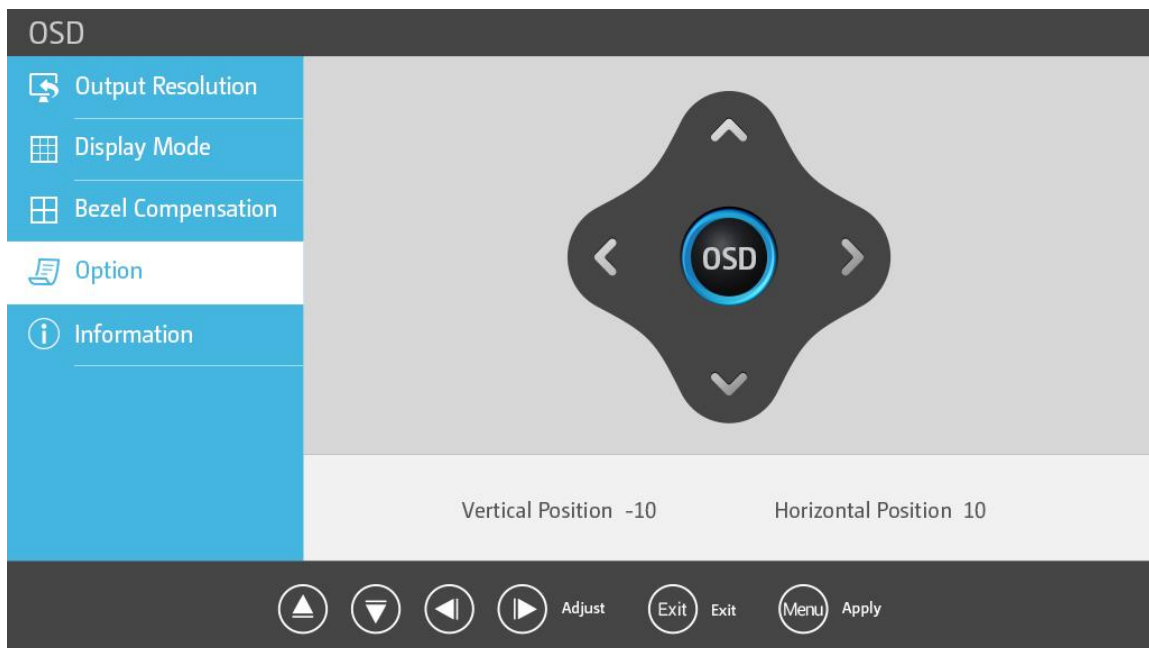 OSD
Output Resolution
Display Mode
Bezel Compensation
Option
Information
OSD
Vertical Position -10 Horizontal Position 10
Adjust Exit Exit Menu Apply